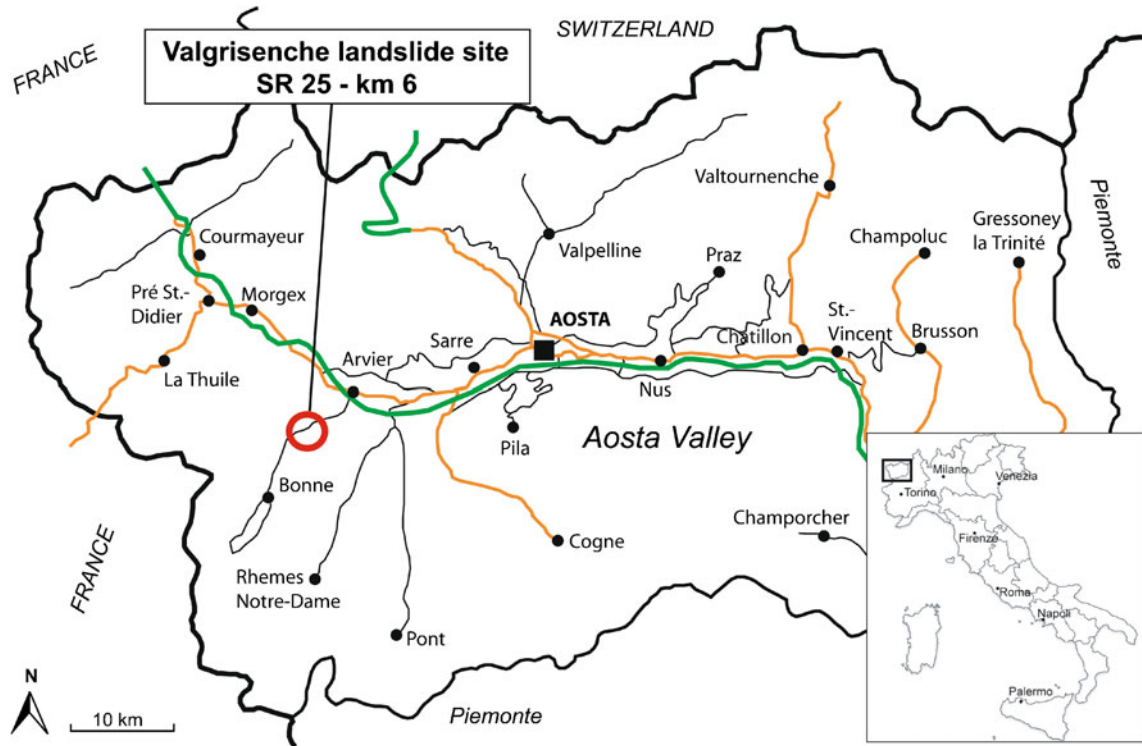 FRANCE
Valgrisenche landslide site
SR 25 - km 6
SWITZERLAND
Valtournenche
Piemonte
Gressoney
la Trinité
Courmayeur
Valpelline
Praz
Champoluc
Pré St.-
Didier
Morgex
AOSTA
St.-
Vincent
Brusson
Châtillon
Sarre
Arvier
La Thuile
Nus
Pila
Aosta Valley
Bonne
Champorcher
Cogne
FRANCE
Rhemes
Notre-Dame
Pont
Piemonte
N
10 km
Milano
Venezia
Torino
Firenze
Roma
Napoli
Palermo